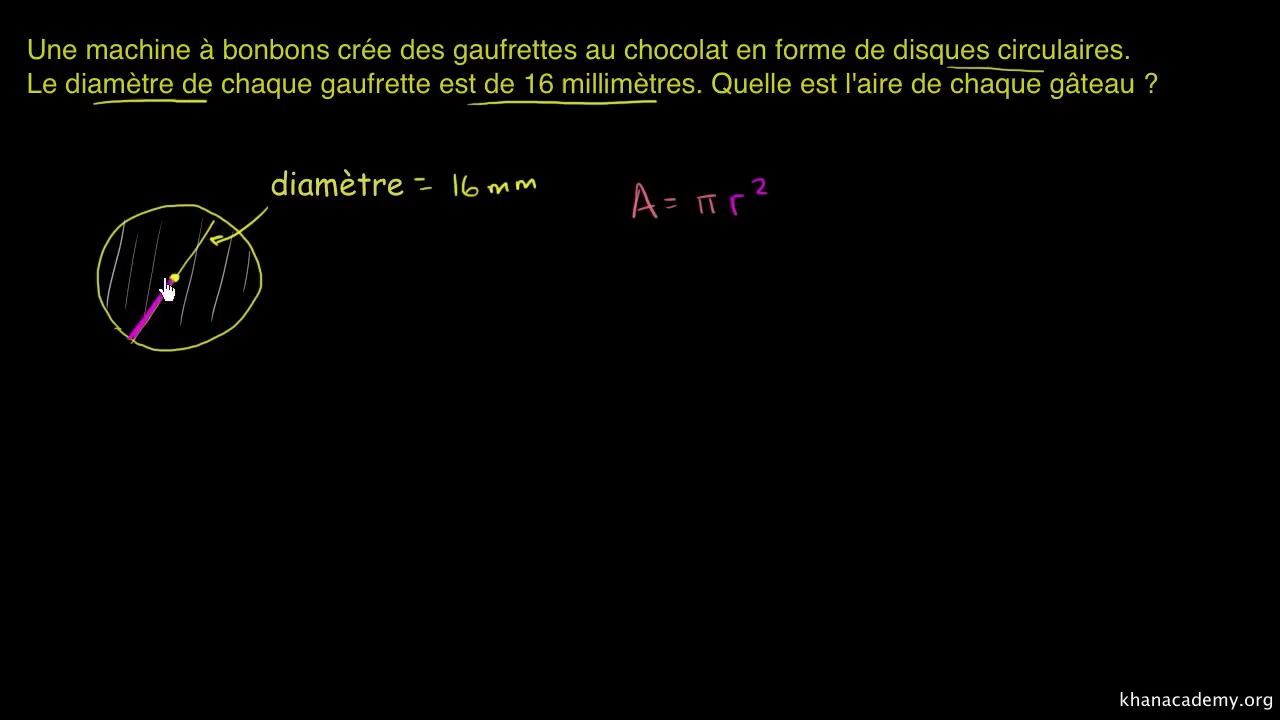 Une machine à bonbons crée des gaufrettes au chocolat en forme de disques circulaires.
Le diamètre de chaque gaufrette est de 16 millimètres. Quelle est l'aire de chaque gâteau ?
diamètre = 16 mm
A = π r²
khanacademy.org